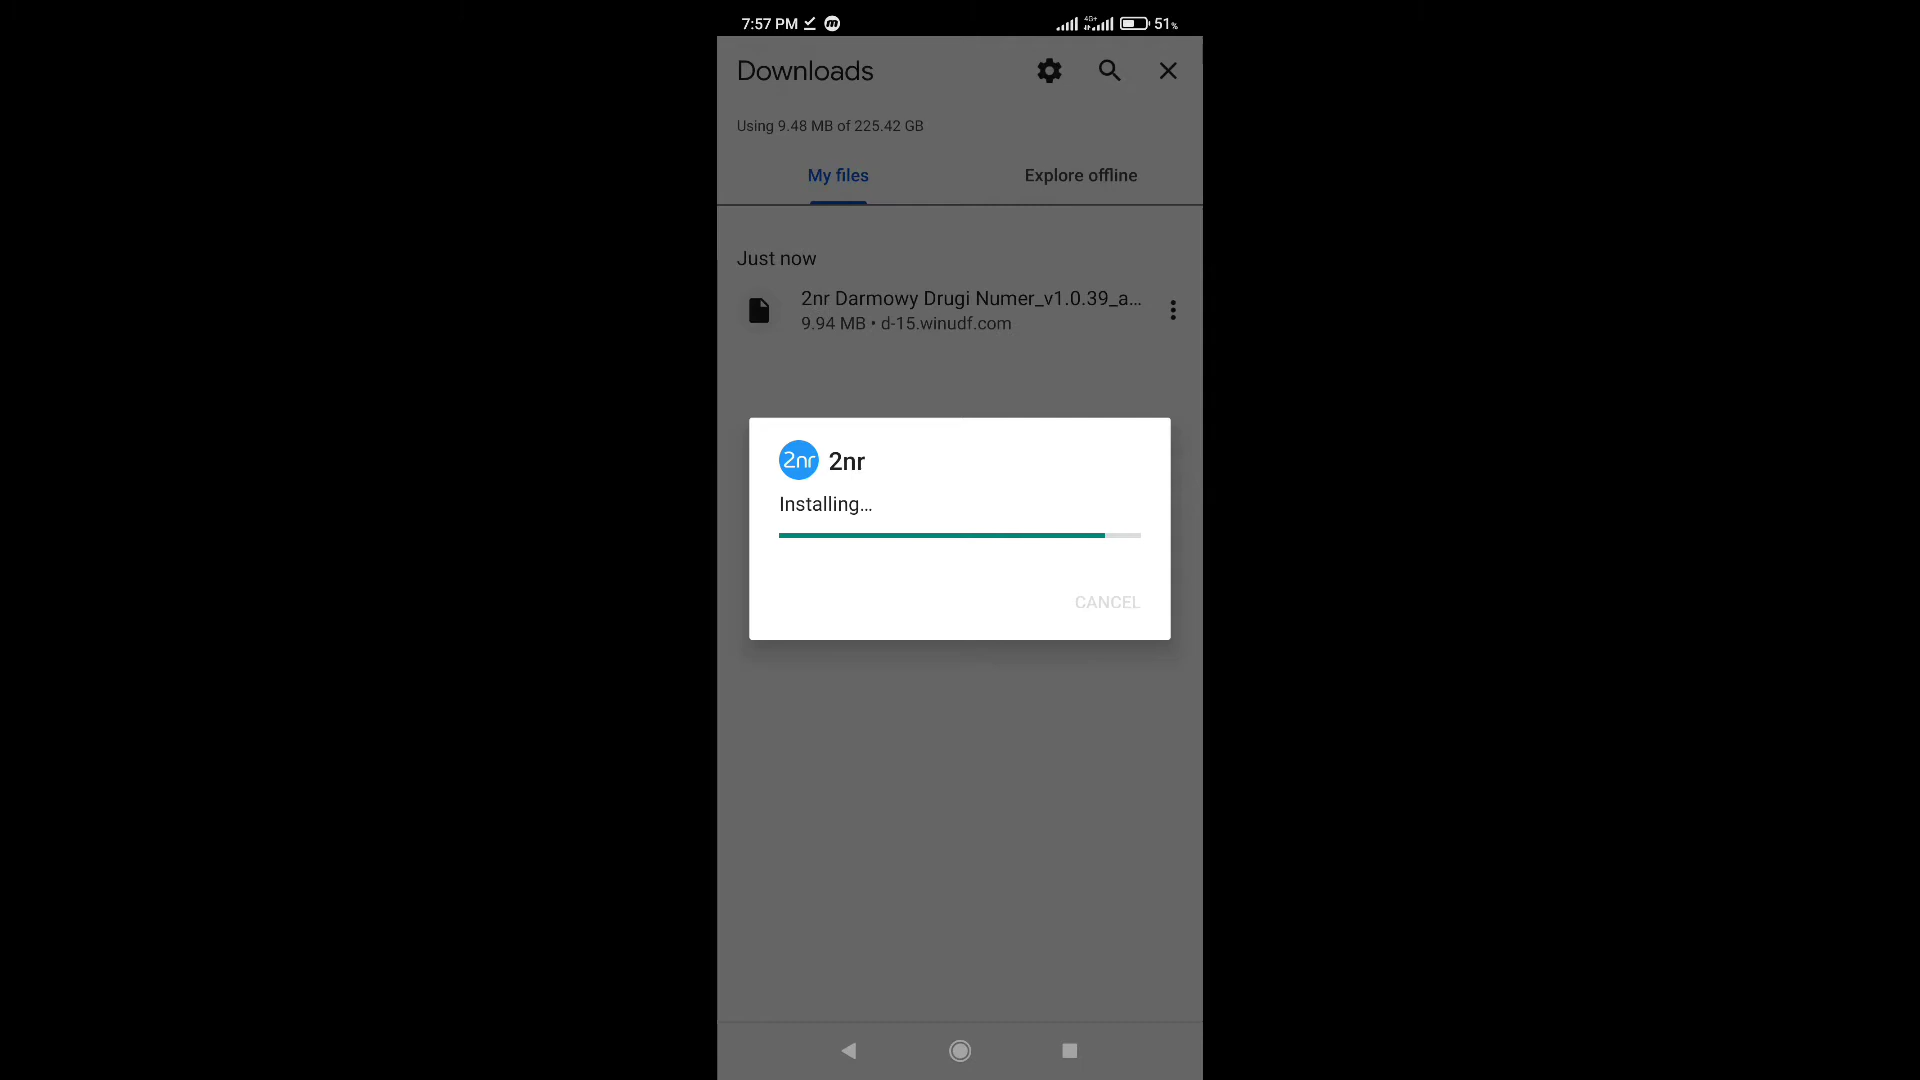 7:57 PM
4G+
51%
Downloads
Using 9.48 MB of 225.42 GB
My files
Explore offline
Just now
2nr Darmowy Drugi Numer_v1.0.39_a...
9.94 MB • d-15.winudf.com
2nr 2nr
Installing...
CANCEL